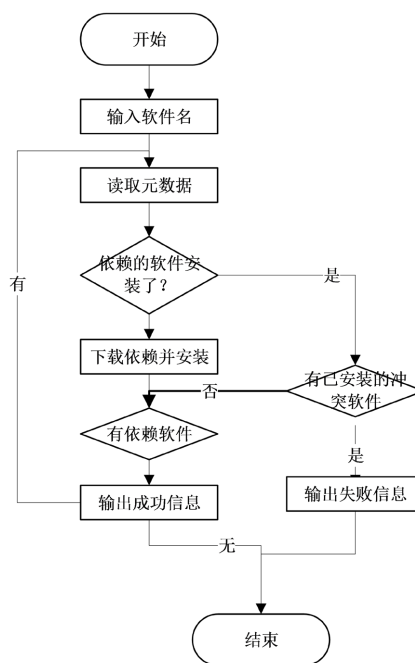 开始
输入软件名
读取元数据
依赖的软件安
装了？
是
有
下载依赖并安装
有已安装的冲
突软件
否
有依赖软件
是
输出成功信息
输出失败信息
无
结束